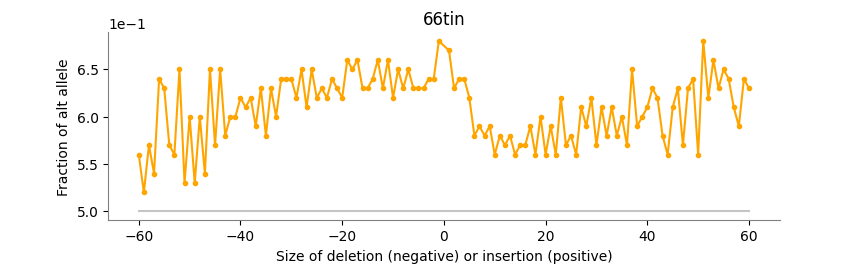 66tin
1e−1
6.5
6.0
5.5
5.0
Fraction of alt allele
−60 −40 −20 0 20 40 60
Size of deletion (negative) or insertion (positive)